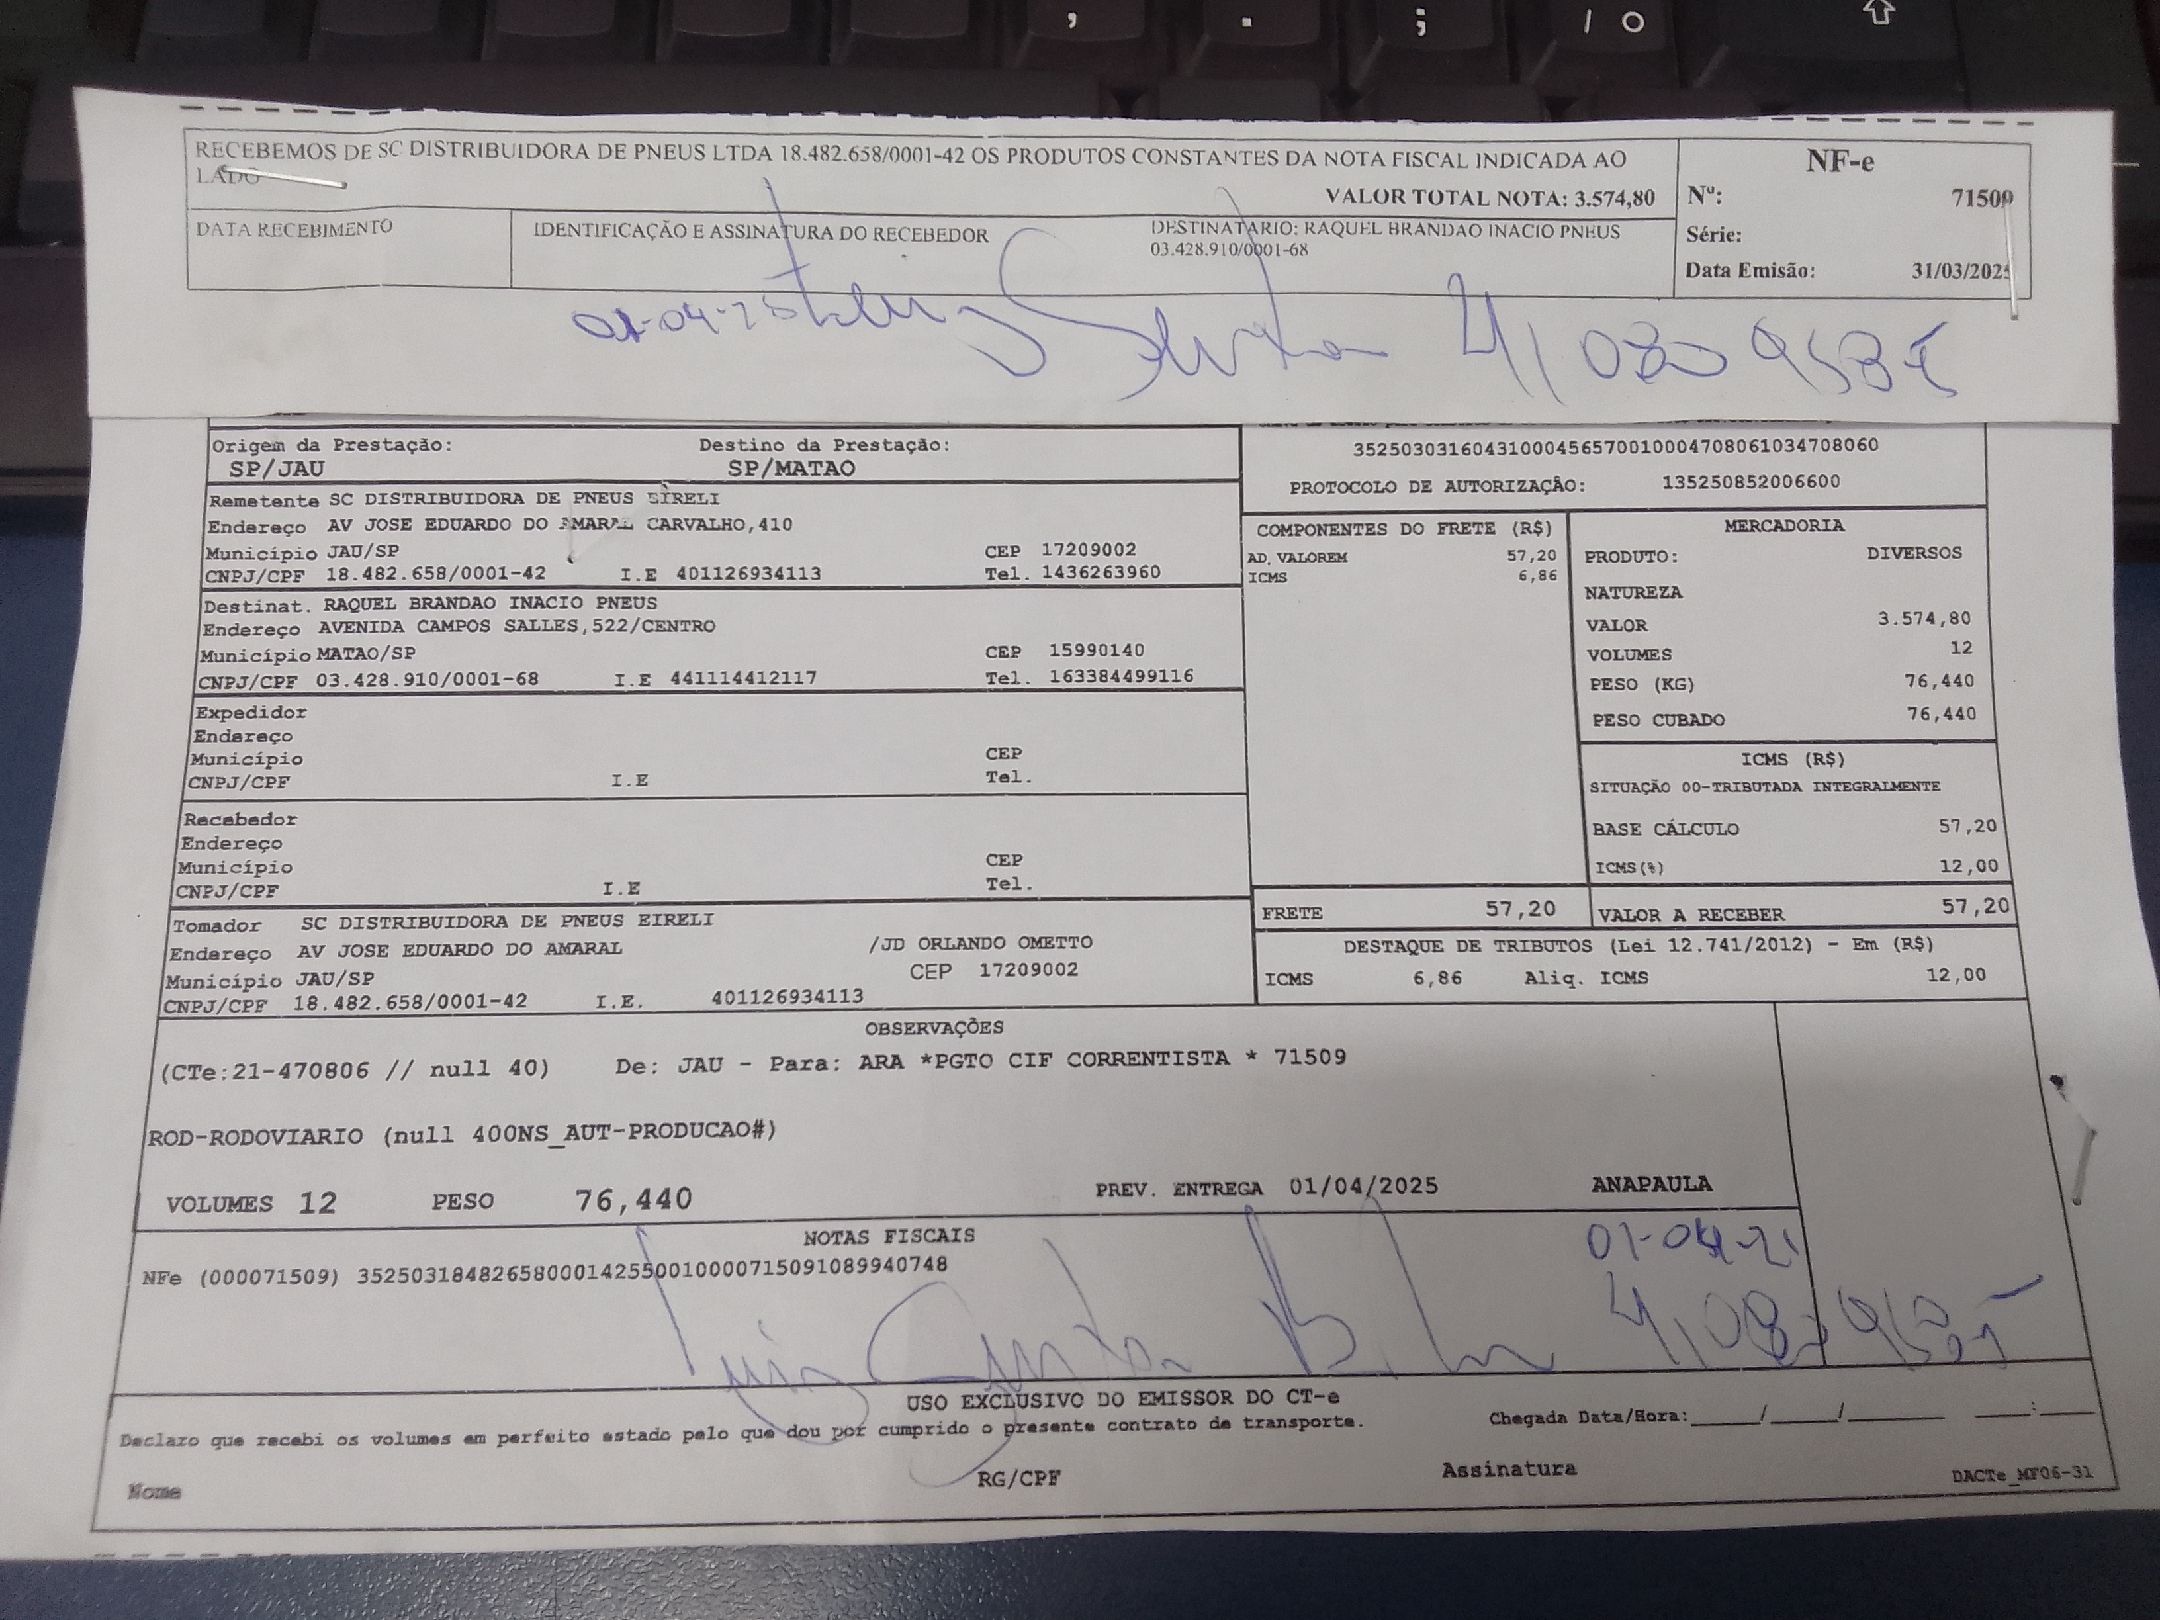 RECEBEMOS DE SC DISTRIBUIDORA DE PNEUS LTDA 18.482.658/0001-42 OS PRODUTOS CONSTANTES DA NOTA FISCAL INDICADA AO
LADO
VALOR TOTAL NOTA: 3.574,80
NF-e
Nº: 71509
Série:
Data Emissão: 31/03/2025
DATA RECEBIMENTO
IDENTIFICAÇÃO E ASSINATURA DO RECEBEDOR
DESTINATARIO: RAQUEL BRANDAO INACIO PNEUS
03.428.910/0001-68
01-04-25
Origem da Prestação: Destino da Prestação:
SP/JAU SP/MATAO
Remetente SC DISTRIBUIDORA DE PNEUS EIRELI
Endereço AV JOSE EDUARDO DO AMARAL CARVALHO,410
Município JAU/SP CEP 17209002
CNPJ/CPF 18.482.658/0001-42 I.E 401126934113 Tel. 1436263960
Destinat. RAQUEL BRANDAO INACIO PNEUS
Endereço AVENIDA CAMPOS SALLES,522/CENTRO
Município MATAO/SP CEP 15990140
CNPJ/CPF 03.428.910/0001-68 I.E 441114412117 Tel. 163384499116
Expedidor
Endereço
Município CEP
CNPJ/CPF I.E Tel.
Recebedor
Endereço
Município CEP
CNPJ/CPF I.E Tel.
Tomador SC DISTRIBUIDORA DE PNEUS EIRELI
Endereço AV JOSE EDUARDO DO AMARAL /JD ORLANDO OMETTO
Município JAU/SP CEP 17209002
CNPJ/CPF 18.482.658/0001-42 I.E. 401126934113
35250303160431000456570010004708061034708060
PROTOCOLO DE AUTORIZAÇÃO: 135250852006600
COMPONENTES DO FRETE (R$)
AD. VALOREM 57,20
ICMS 6,86
MERCADORIA
PRODUTO: DIVERSOS
NATUREZA
VALOR 3.574,80
VOLUMES 12
PESO (KG) 76,440
PESO CUBADO 76,440
ICMS (R$)
SITUAÇÃO 00-TRIBUTADA INTEGRALMENTE
BASE CÁLCULO 57,20
ICMS(%) 12,00
FRETE 57,20 VALOR A RECEBER 57,20
DESTAQUE DE TRIBUTOS (Lei 12.741/2012) - Em (R$)
ICMS 6,86 Aliq. ICMS 12,00
OBSERVAÇÕES
(CTe:21-470806 // null 40) De: JAU - Para: ARA *PGTO CIF CORRENTISTA * 71509
ROD-RODOVIARIO (null 400NS_AUT-PRODUCAO#)
VOLUMES 12 PESO 76,440 PREV. ENTREGA 01/04/2025 ANAPAULA
NOTAS FISCAIS
NFe (000071509) 35250318482658000142550010000715091089940748
USO EXCLUSIVO DO EMISSOR DO CT-e
Declaro que recebi os volumes em perfeito estado pelo que dou por cumprido o presente contrato de transporte.
Chegada Data/Hora:_____/_____/_______ ____:____
Nome RG/CPF Assinatura DACTe_MF06-31